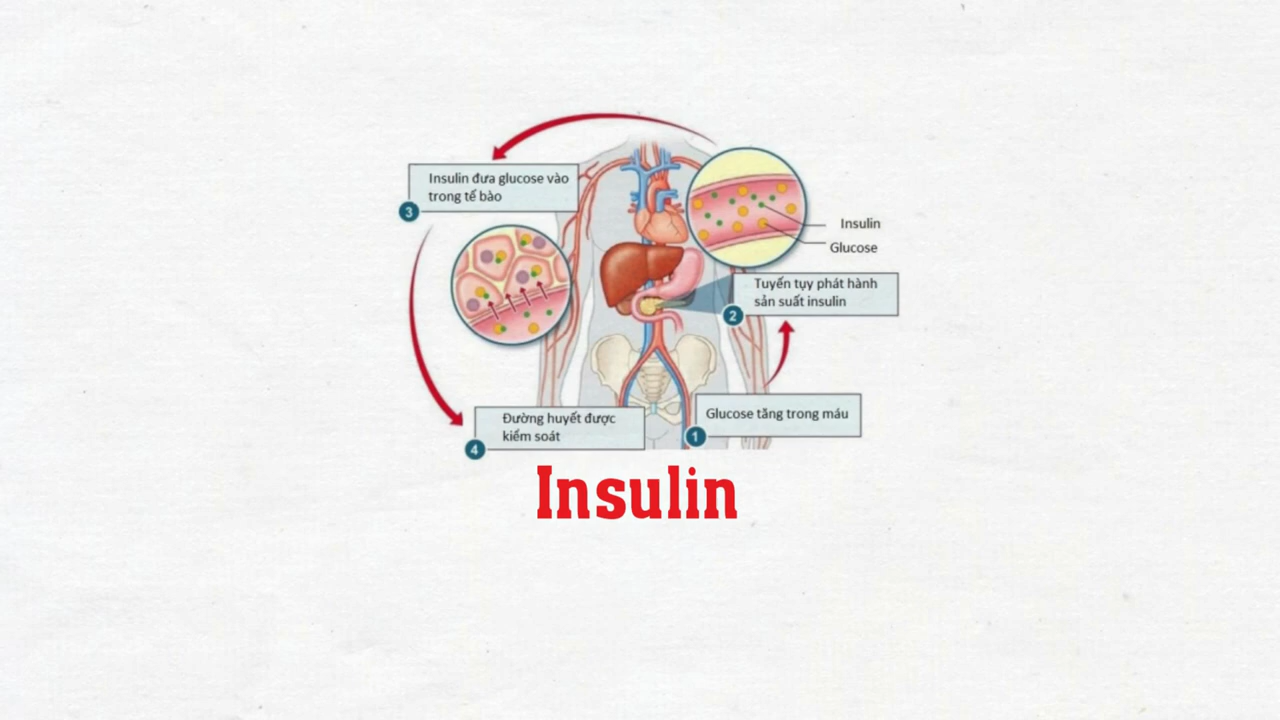 Insulin đưa glucose vào
trong tế bào
3
Insulin
Glucose
Tuyến tụy phát hành
sản suất insulin
2
Glucose tăng trong máu
1
Đường huyết được
kiểm soát
4
Insulin